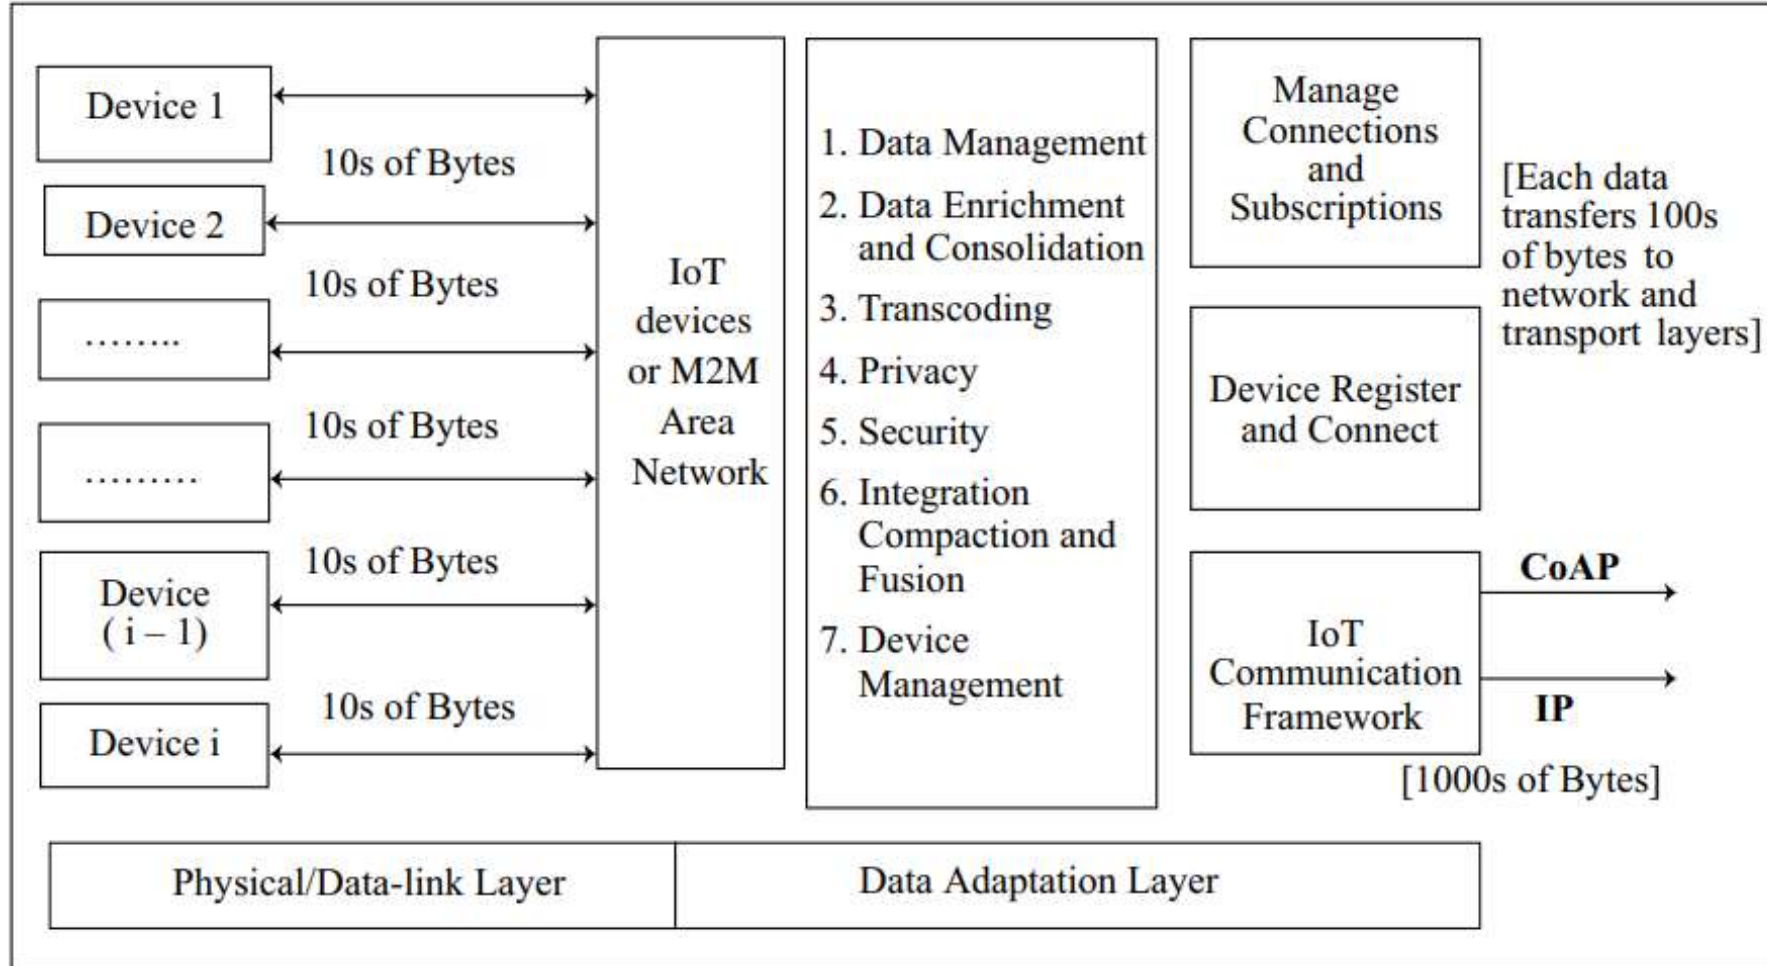 Device 1
10s of Bytes
Device 2
10s of Bytes
........
10s of Bytes
.........
10s of Bytes
Device
( i – 1)
10s of Bytes
Device i
IoT
devices
or M2M
Area
Network
1. Data Management
2. Data Enrichment
and Consolidation
3. Transcoding
4. Privacy
5. Security
6. Integration
Compaction and
Fusion
7. Device
Management
Manage
Connections
and
Subscriptions
[Each data
transfers 100s
of bytes to
network and
transport layers]
Device Register
and Connect
IoT
Communication
Framework
CoAP
IP
[1000s of Bytes]
Physical/Data-link Layer
Data Adaptation Layer